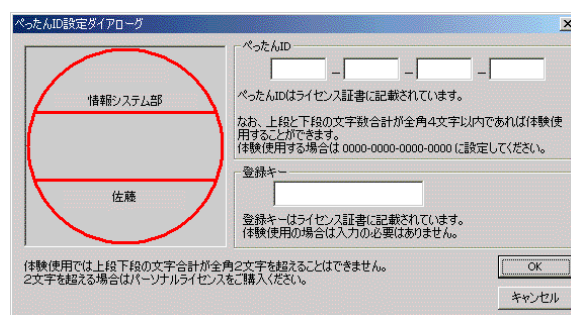 ぺったんID設定ダイアローグ
情報システム部
佐藤
ぺったんID
ぺったんIDはライセンス証書に記載されています。
なお、上段と下段の文字数合計が全角4文字以内であれば体験使
用することができます。
体験使用する場合は 0000-0000-0000-0000 に設定してください。
登録キー
登録キーはライセンス証書に記載されています。
体験使用の場合は入力の必要はありません。
体験使用では上段下段の文字合計が全角2文字を超えることはできません。
2文字を超える場合はパーソナルライセンスをご購入ください。
OK
キャンセル